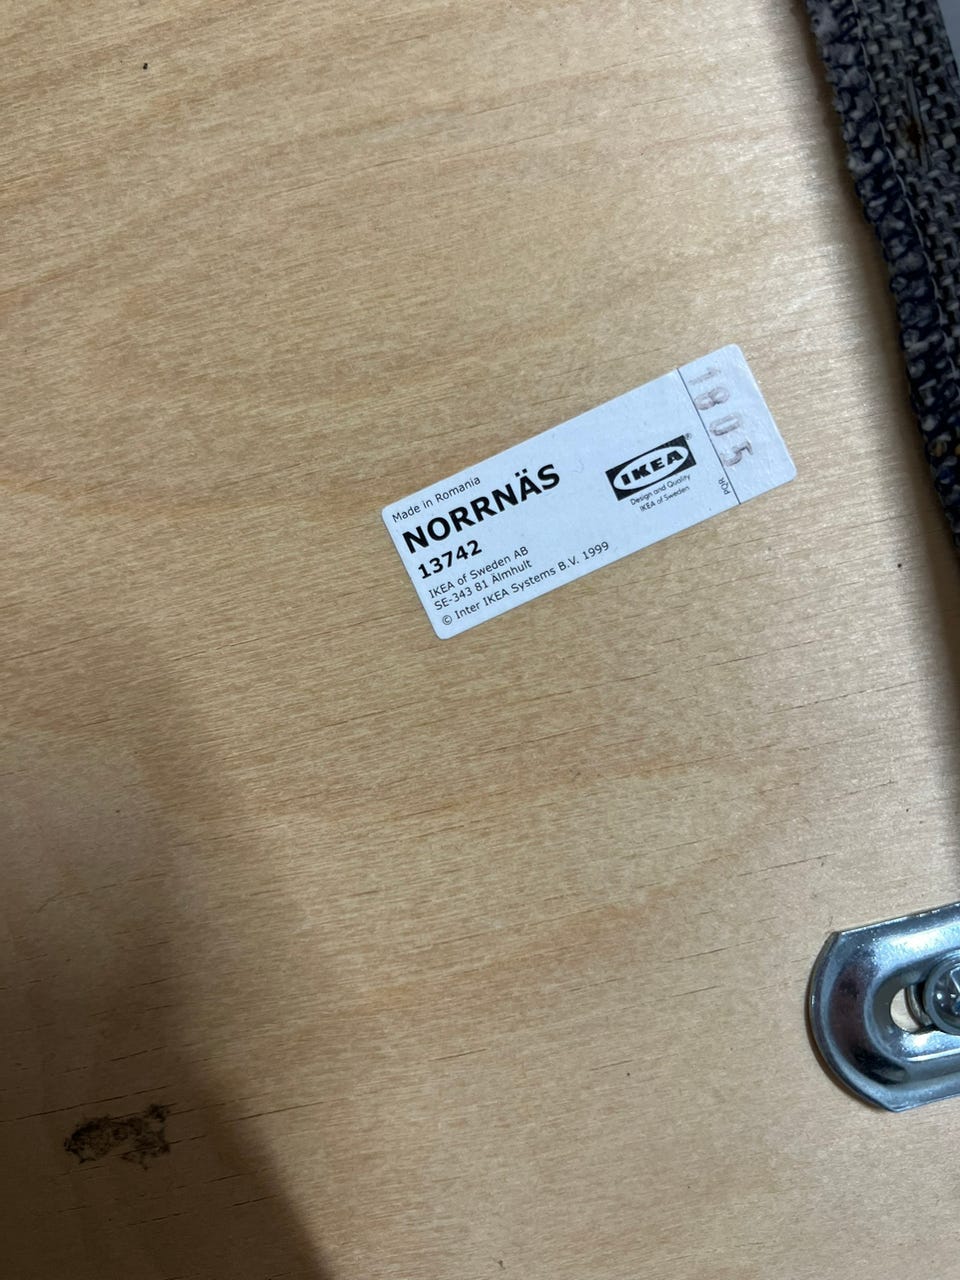 Made in Romania
NORRNÄS
13742
IKEA of Sweden AB
SE-343 81 Älmhult
© Inter IKEA Systems B.V. 1999
IKEA®
Design and Quality
IKEA of Sweden
1805
PQR